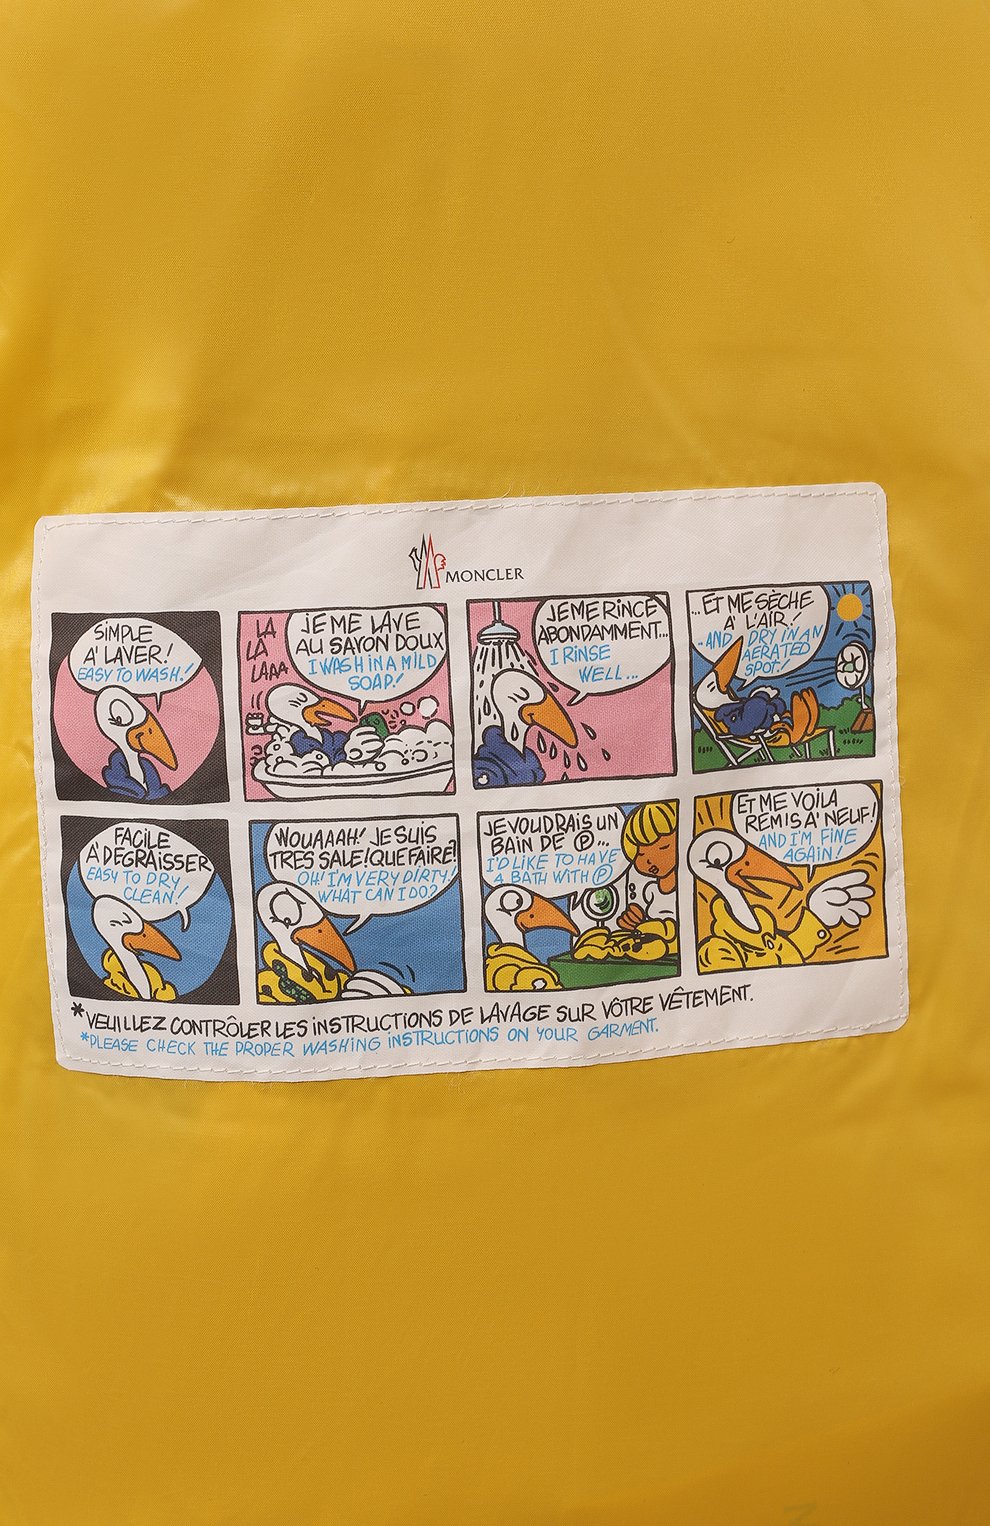 MONCLER
SIMPLE
A' LAVER!
EASY TO WASH!
LA
LA
LAAA
JE ME LAVE
AU SAVON DOUX
I WASH IN A MILD
SOAP!
JE ME RINCE
ABONDAMMENT...
I RINSE
WELL...
...ET ME SÈCHE
A' L'AIR!
...AND DRY IN AN
AERATED
SPOT!
FACILE
A' DEGRAISSER
EASY TO DRY
CLEAN!
WOUAAAH! JE SUIS
TRES SALE! QUE FAIRE?
OH! I'M VERY DIRTY!
WHAT CAN I DO?
JE VOUDRAIS UN
BAIN DE Ⓟ...
I'D LIKE TO HAVE
A BATH WITH Ⓟ
ET ME VOILA
REMIS A' NEUF!
AND I'M FINE
AGAIN!
*VEUILLEZ CONTRÔLER LES iNSTRUCTIONS DE LAVAGE SUR VÔTRE VÊTEMENT.
*PLEASE CHECK THE PROPER WASHING iNSTRUCTIONS ON YOUR GARMENT.